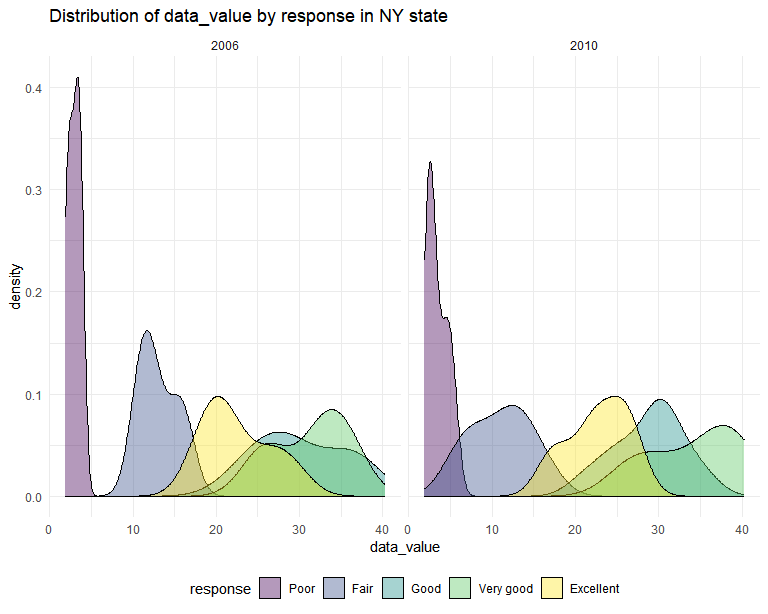 Distribution of data_value by response in NY state
2006 2010
density
0.4
0.3
0.2
0.1
0.0
0 10 20 30 40 0 10 20 30 40
data_value
response Poor Fair Good Very good Excellent